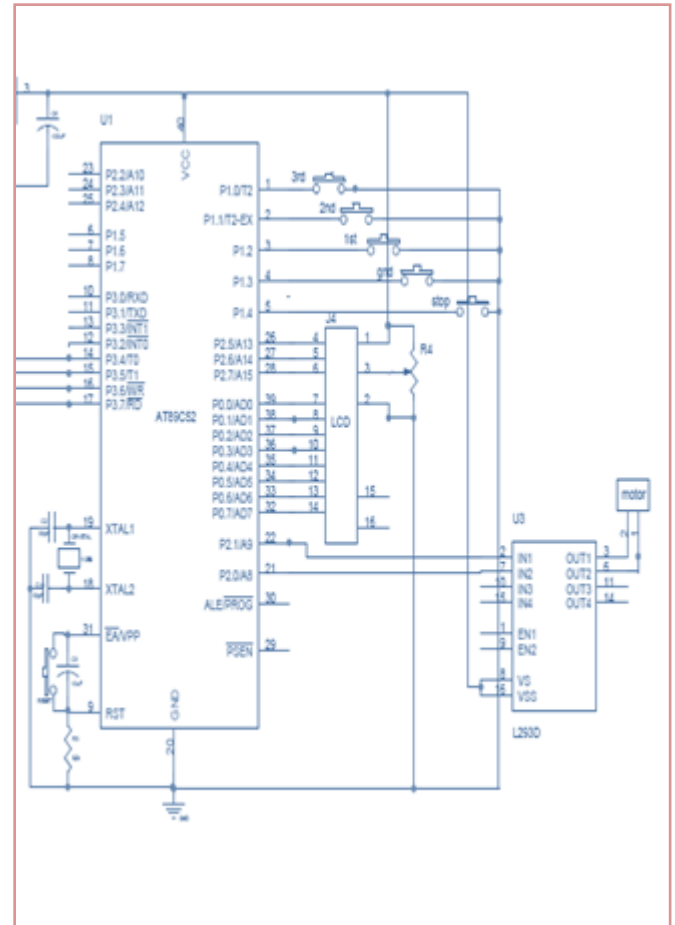 3
U1
40
VCC
23 P2.2/A10
24 P2.3/A11
25 P2.4/A12
6 P1.5
7 P1.6
8 P1.7
10 P3.0/RXD
11 P3.1/TXD
13 P3.3/INT1
12 P3.2/INT0
14 P3.4/T0
15 P3.5/T1
16 P3.6/WR
17 P3.7/RD
19 XTAL1
18 XTAL2
31 EA/VPP
9 RST
AT89C52
GND
20
P1.0/T2 1 3rd
P1.1/T2-EX 2 2nd
P1.2 3 1st
P1.3 4 gnd
P1.4 5 stop
P2.5/A13 26
P2.6/A14 27
P2.7/A15 28
P0.0/AD0 39
P0.1/AD1 38
P0.2/AD2 37
P0.3/AD3 36
P0.4/AD4 35
P0.5/AD5 34
P0.6/AD6 33
P0.7/AD7 32
P2.1/A9 22
P2.0/A8 21
ALE/PROG 30
PSEN 29
J4
4 1
5
6 3
7 2
8
9
10
11
12
13 15
14
16
LCD
R4
motor
2 1
U3
2 IN1 OUT1 3
7 IN2 OUT2 6
10 IN3 OUT3 11
15 IN4 OUT4 14
1 EN1
9 EN2
VS
VSS
L293D